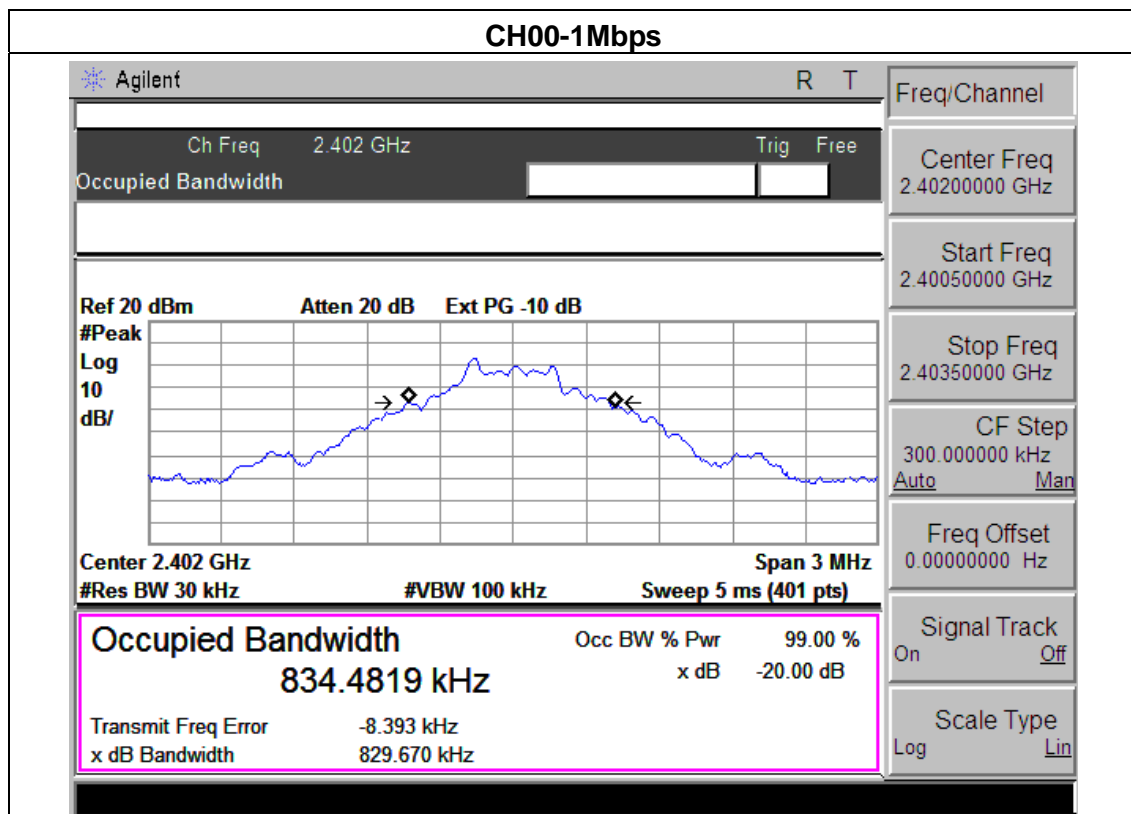 CH00-1Mbps
Agilent R T
Ch Freq 2.402 GHz Trig Free
Occupied Bandwidth
Ref 20 dBm Atten 20 dB Ext PG -10 dB
#Peak
Log
10
dB/
Center 2.402 GHz Span 3 MHz
#Res BW 30 kHz #VBW 100 kHz Sweep 5 ms (401 pts)
Occupied Bandwidth Occ BW % Pwr 99.00 %
834.4819 kHz x dB -20.00 dB
Transmit Freq Error -8.393 kHz
x dB Bandwidth 829.670 kHz
Freq/Channel
Center Freq
2.40200000 GHz
Start Freq
2.40050000 GHz
Stop Freq
2.40350000 GHz
CF Step
300.000000 kHz
Auto Man
Freq Offset
0.00000000 Hz
Signal Track
On Off
Scale Type
Log Lin